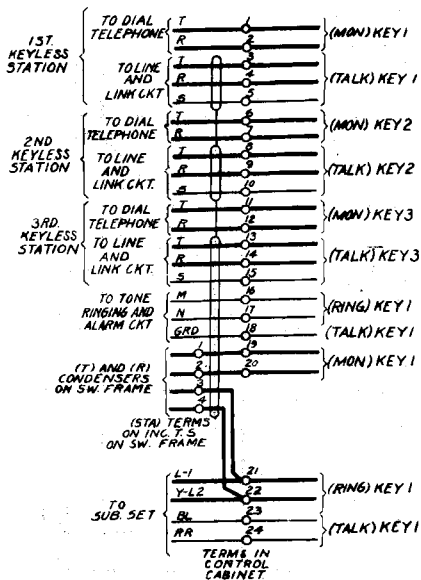 1ST. KEYLESS STATION
TO DIAL TELEPHONE
T 1
R 2
(MON) KEY 1
TO LINE AND LINK CKT
T 3
R 4
S 5
(TALK) KEY 1
2ND KEYLESS STATION
TO DIAL TELEPHONE
T 6
R 7
(MON) KEY 2
TO LINE AND LINK CKT.
T 8
R 9
S 10
(TALK) KEY 2
3RD. KEYLESS STATION
TO DIAL TELEPHONE
T 11
R 12
(MON) KEY 3
TO LINE AND LINK CKT.
T 13
R 14
S 15
(TALK) KEY 3
TO TONE RINGING AND ALARM CKT
M 16
N 17
(RING) KEY 1
GRD 18
(TALK) KEY 1
(T) AND (R) CONDENSERS ON SW. FRAME
1 19
2 20
(MON) KEY 1
3
4
(STA) TERMS ON INC. T.S ON SW. FRAME
TO SUB. SET
L-1 21
Y-L2 22
(RING) KEY 1
BL 23
RR 24
(TALK) KEY 1
TERMS IN CONTROL CABINET